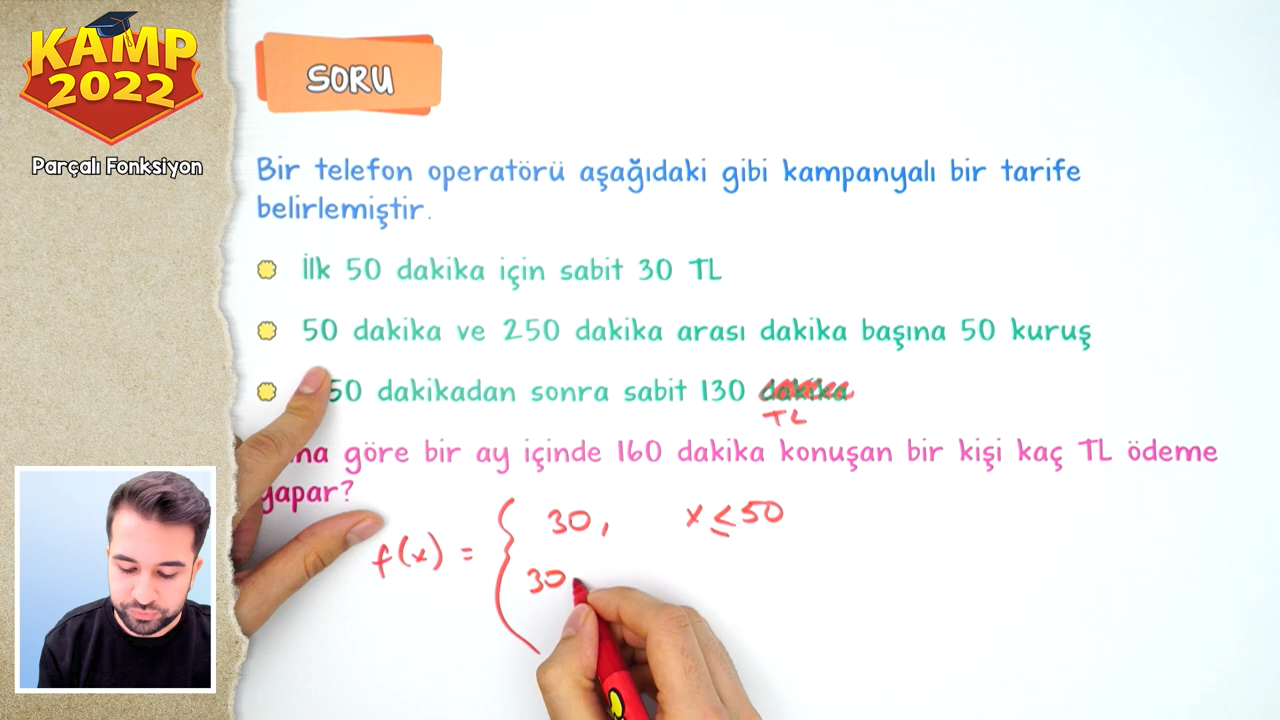 KAMP
2022
Parçalı Fonksiyon
SORU
Bir telefon operatörü aşağıdaki gibi kampanyalı bir tarife
belirlemiştir.
İlk 50 dakika için sabit 30 TL
50 dakika ve 250 dakika arası dakika başına 50 kuruş
50 dakikadan sonra sabit 130 dakika
TL
na göre bir ay içinde 160 dakika konuşan bir kişi kaç TL ödeme
yapar?
30, x ≤ 50
f(x) =
30